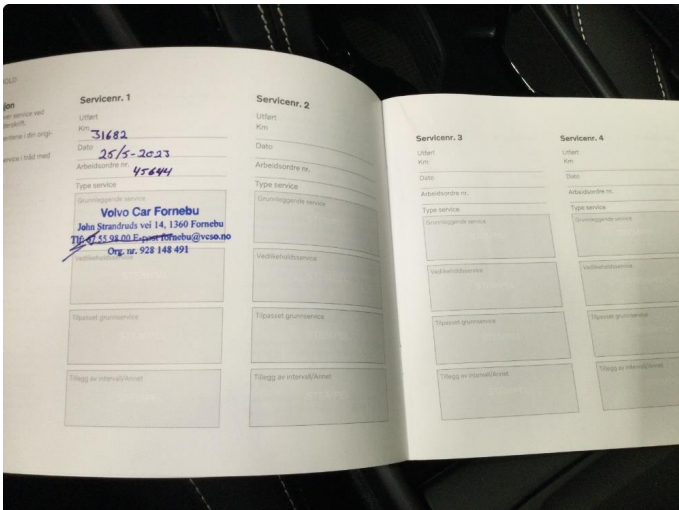 HOLD
Servicenr. 1
Utført
Km 31682
Dato 25/5-2023
Arbeidsordre nr. 45644
Type service
Grunnleggende service
Volvo Car Fornebu
John Strandruds vei 14, 1360 Fornebu
55 98 00 E-post fornebu@vcso.no
Org. nr. 928 148 491
Vedlikeholdsservice
Tilpasset grunnservice
Tillegg av intervall/Annet
Servicenr. 2
Utført
Km
Dato
Arbeidsordre nr.
Type service
Grunnleggende service
Vedlikeholdsservice
Tilpasset grunnservice
Tillegg av intervall/Annet
Servicenr. 3
Utført
Km
Dato
Arbeidsordre nr.
Type service
Grunnleggende service
Vedlikeholdsservice
Tilpasset grunnservice
Tillegg av intervall/Annet
Servicenr. 4
Utført
Km
Dato
Arbeidsordre nr.
Type service
Grunnleggende service
Vedlikeholdsservice
Tilpasset grunnservice
Tillegg av intervall/Annet